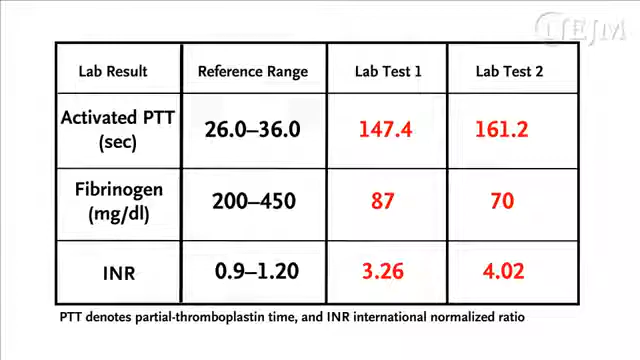 NEJM
Lab Result Reference Range Lab Test 1 Lab Test 2
Activated PTT
(sec) 26.0–36.0 147.4 161.2
Fibrinogen
(mg/dl) 200–450 87 70
INR 0.9–1.20 3.26 4.02
PTT denotes partial-thromboplastin time, and INR international normalized ratio